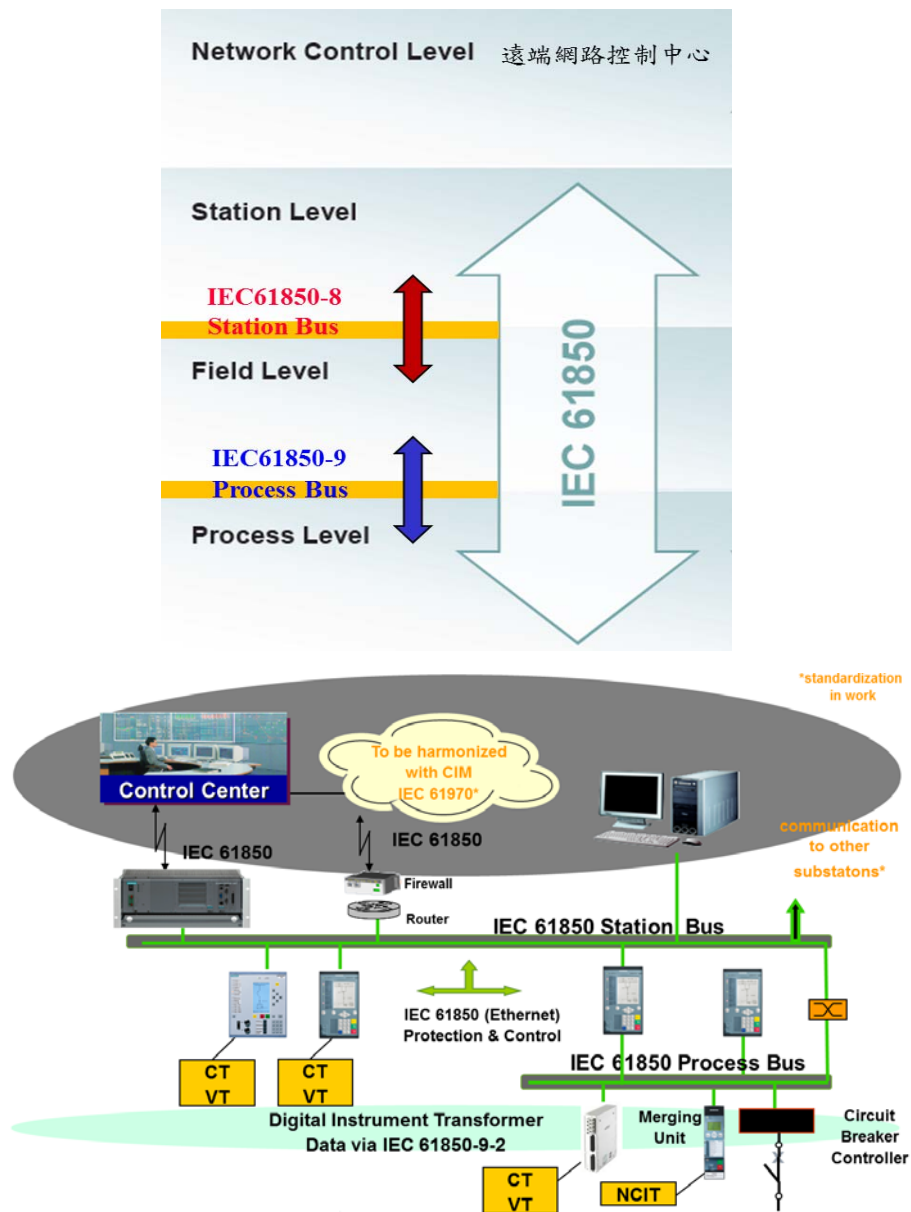 Network Control Level 遠端網路控制中心
Station Level
IEC61850-8
Station Bus
Field Level
IEC61850-9
Process Bus
Process Level
IEC 61850
*standardization
in work
To be harmonized
with CIM
IEC 61970*
Control Center
communication
to other
substatons*
IEC 61850
IEC 61850
Firewall
Router
IEC 61850 Station Bus
IEC 61850 (Ethernet)
Protection & Control
CT
VT
CT
VT
IEC 61850 Process Bus
Digital Instrument Transformer
Data via IEC 61850-9-2
Merging
Unit
Circuit
Breaker
Controller
CT
VT
NCIT